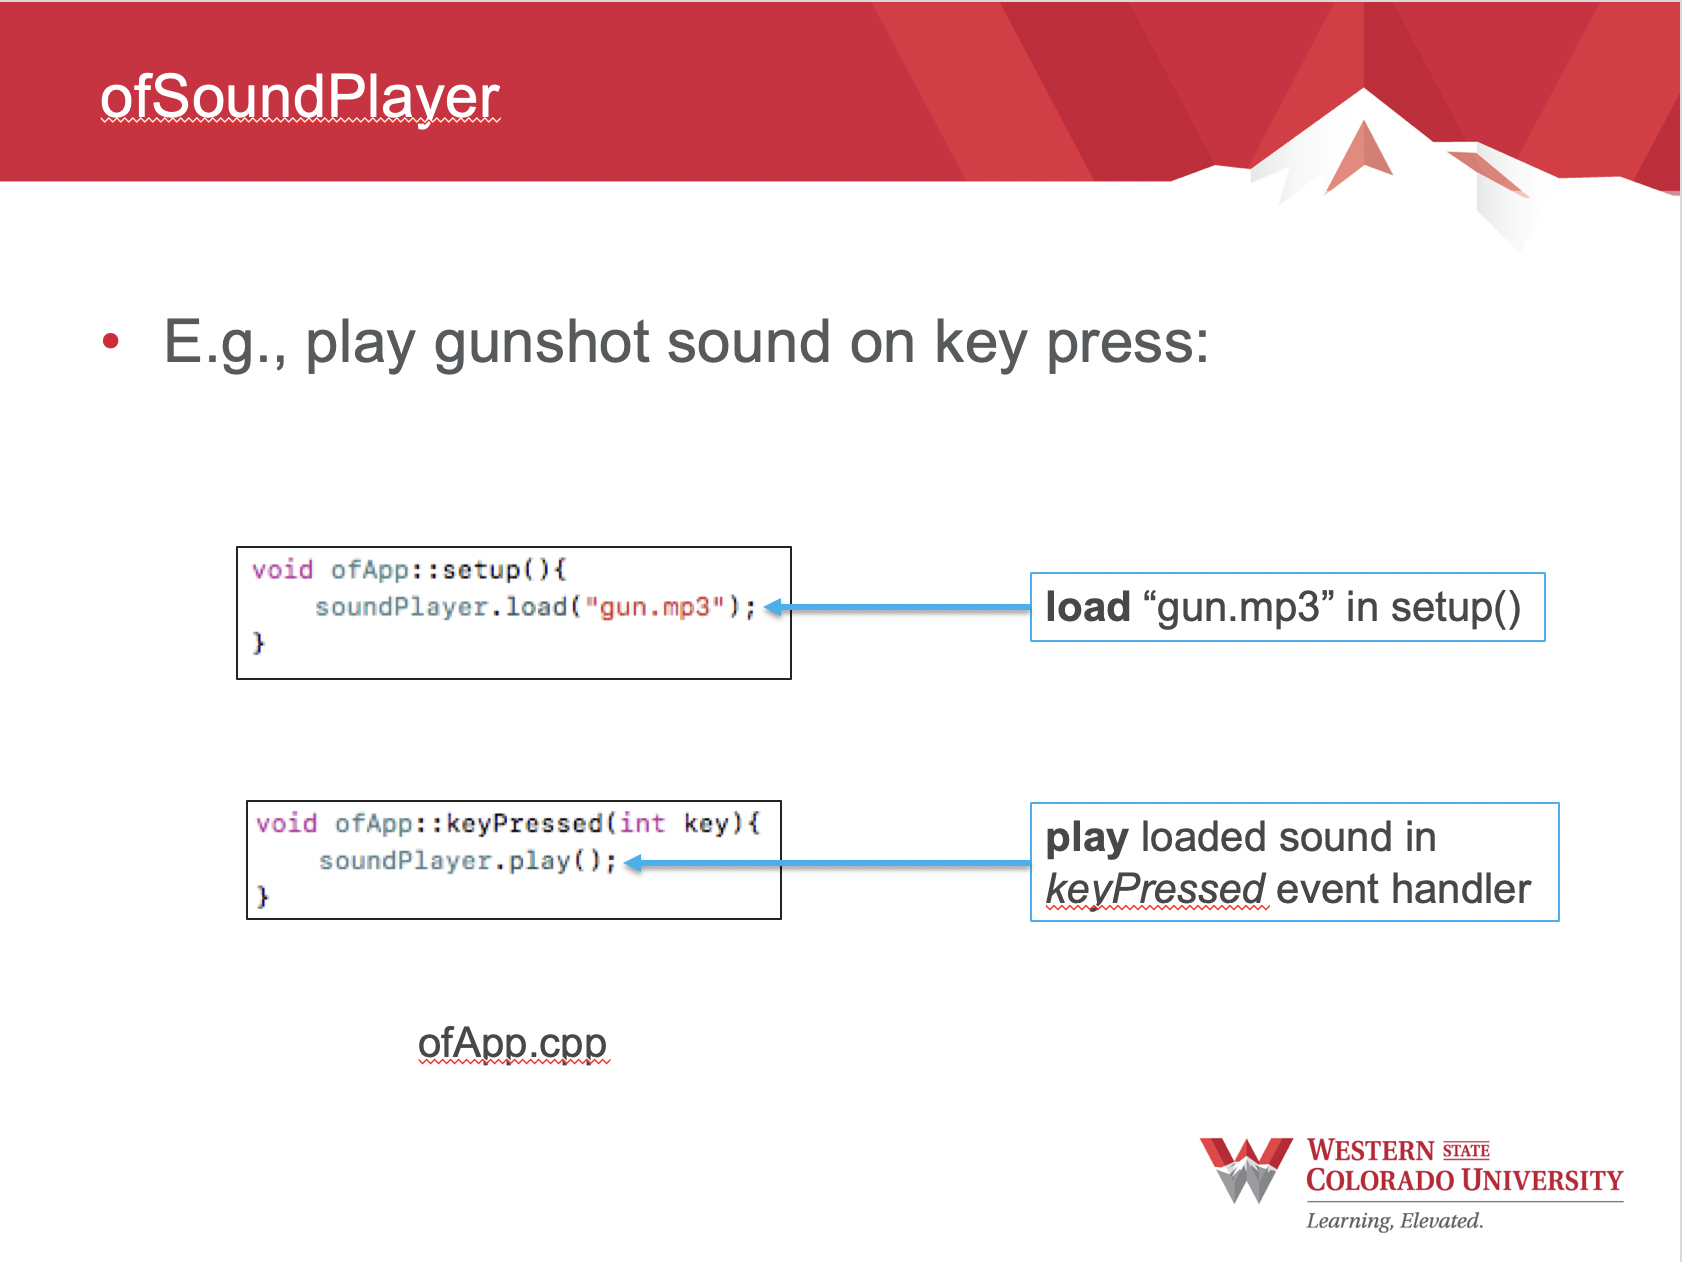 ofSoundPlayer
• E.g., play gunshot sound on key press:
void ofApp::setup(){
soundPlayer.load("gun.mp3");
}
load “gun.mp3” in setup()
void ofApp::keyPressed(int key){
soundPlayer.play();
}
play loaded sound in
keyPressed event handler
ofApp.cpp
WESTERN STATE
COLORADO UNIVERSITY
Learning, Elevated.